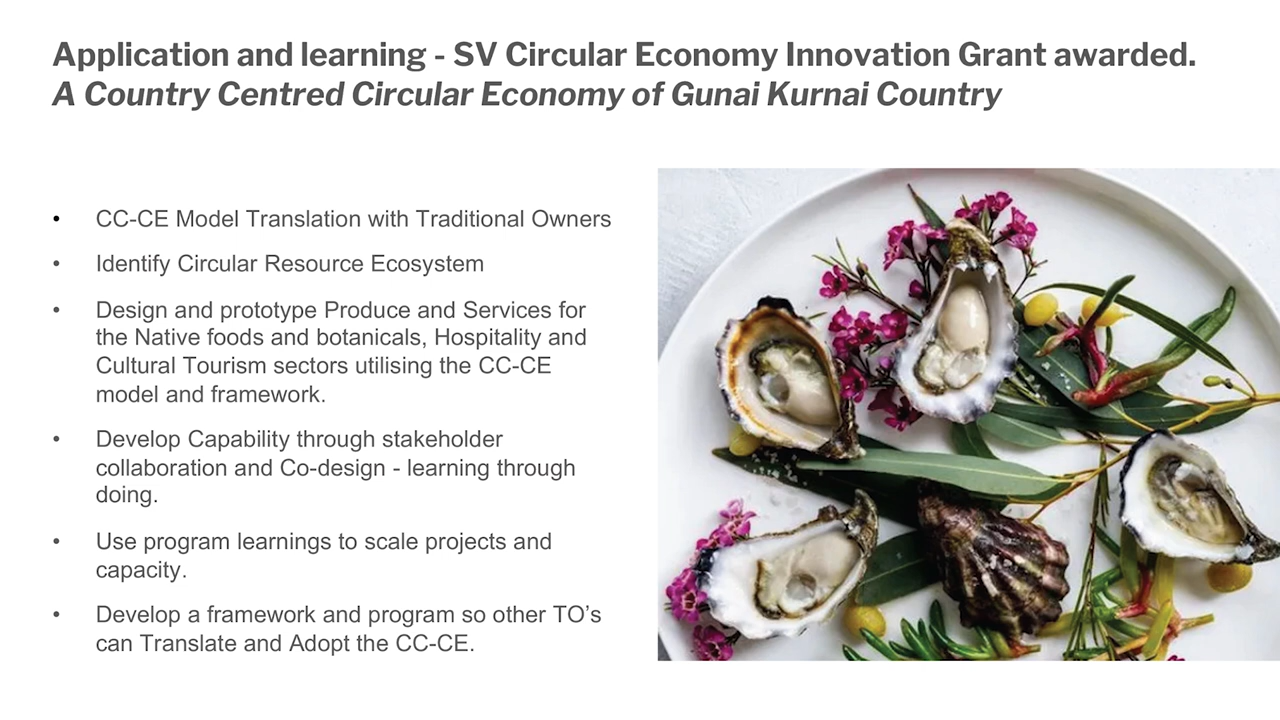 Application and learning - SV Circular Economy Innovation Grant awarded.
A Country Centred Circular Economy of Gunai Kurnai Country
• CC-CE Model Translation with Traditional Owners
• Identify Circular Resource Ecosystem
• Design and prototype Produce and Services for
the Native foods and botanicals, Hospitality and
Cultural Tourism sectors utilising the CC-CE
model and framework.
• Develop Capability through stakeholder
collaboration and Co-design - learning through
doing.
• Use program learnings to scale projects and
capacity.
• Develop a framework and program so other TO’s
can Translate and Adopt the CC-CE.